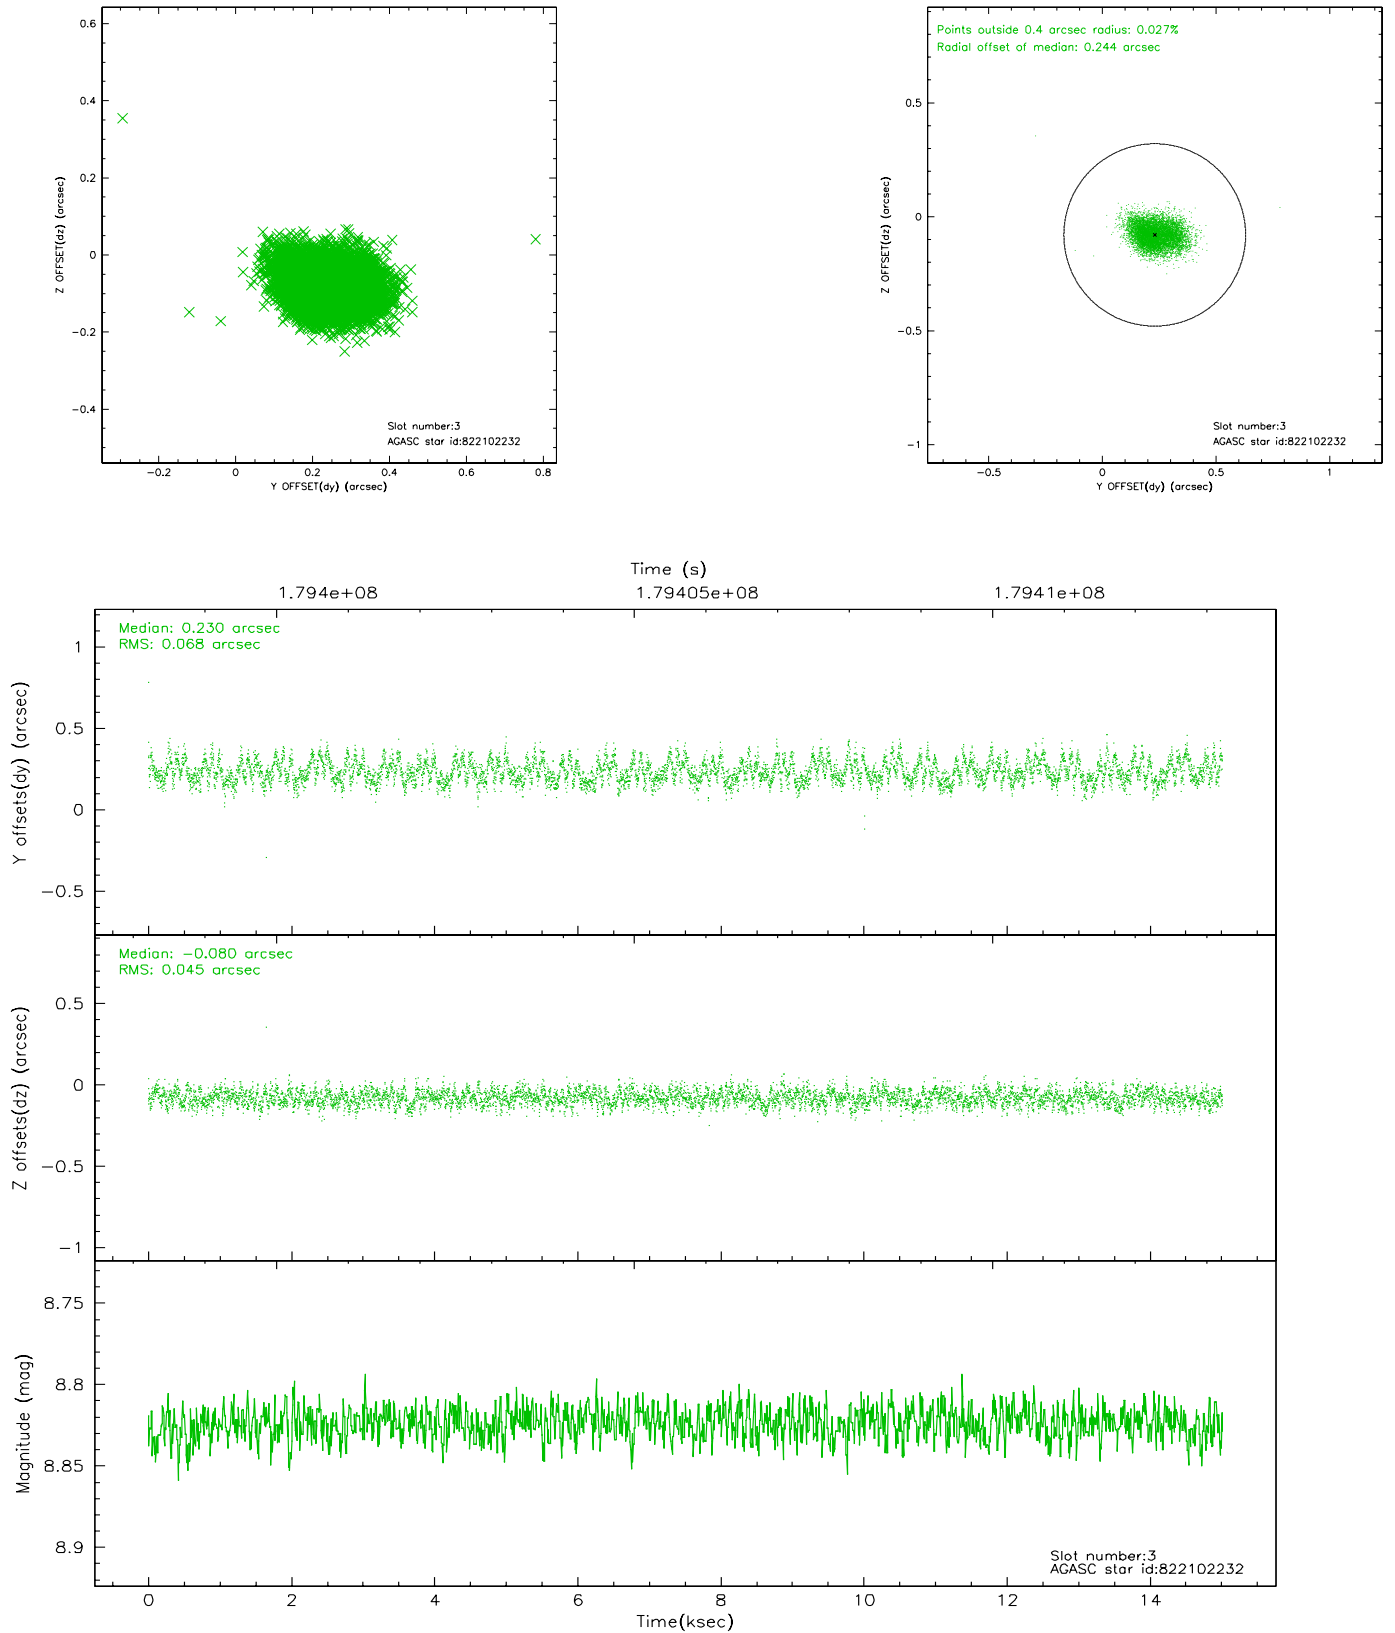 0.6
0.4
0.2
0
−0.2
−0.4
Z OFFSET(dz) (arcsec)
Slot number:3
AGASC star id:822102232
−0.2 0 0.2 0.4 0.6 0.8
Y OFFSET(dy) (arcsec)
Points outside 0.4 arcsec radius: 0.027%
Radial offset of median: 0.244 arcsec
0.5
0
−0.5
−1
Z OFFSET(dz) (arcsec)
Slot number:3
AGASC star id:822102232
−0.5 0 0.5 1
Y OFFSET(dy) (arcsec)
Time (s)
1.794e+08 1.79405e+08 1.7941e+08
Median: 0.230 arcsec
RMS: 0.068 arcsec
1
0.5
0
−0.5
Y offsets(dy) (arcsec)
Median: −0.080 arcsec
RMS: 0.045 arcsec
0.5
0
−0.5
−1
Z offsets(dz) (arcsec)
8.75
8.8
8.85
8.9
Magnitude (mag)
Slot number:3
AGASC star id:822102232
0 2 4 6 8 10 12 14
Time(ksec)